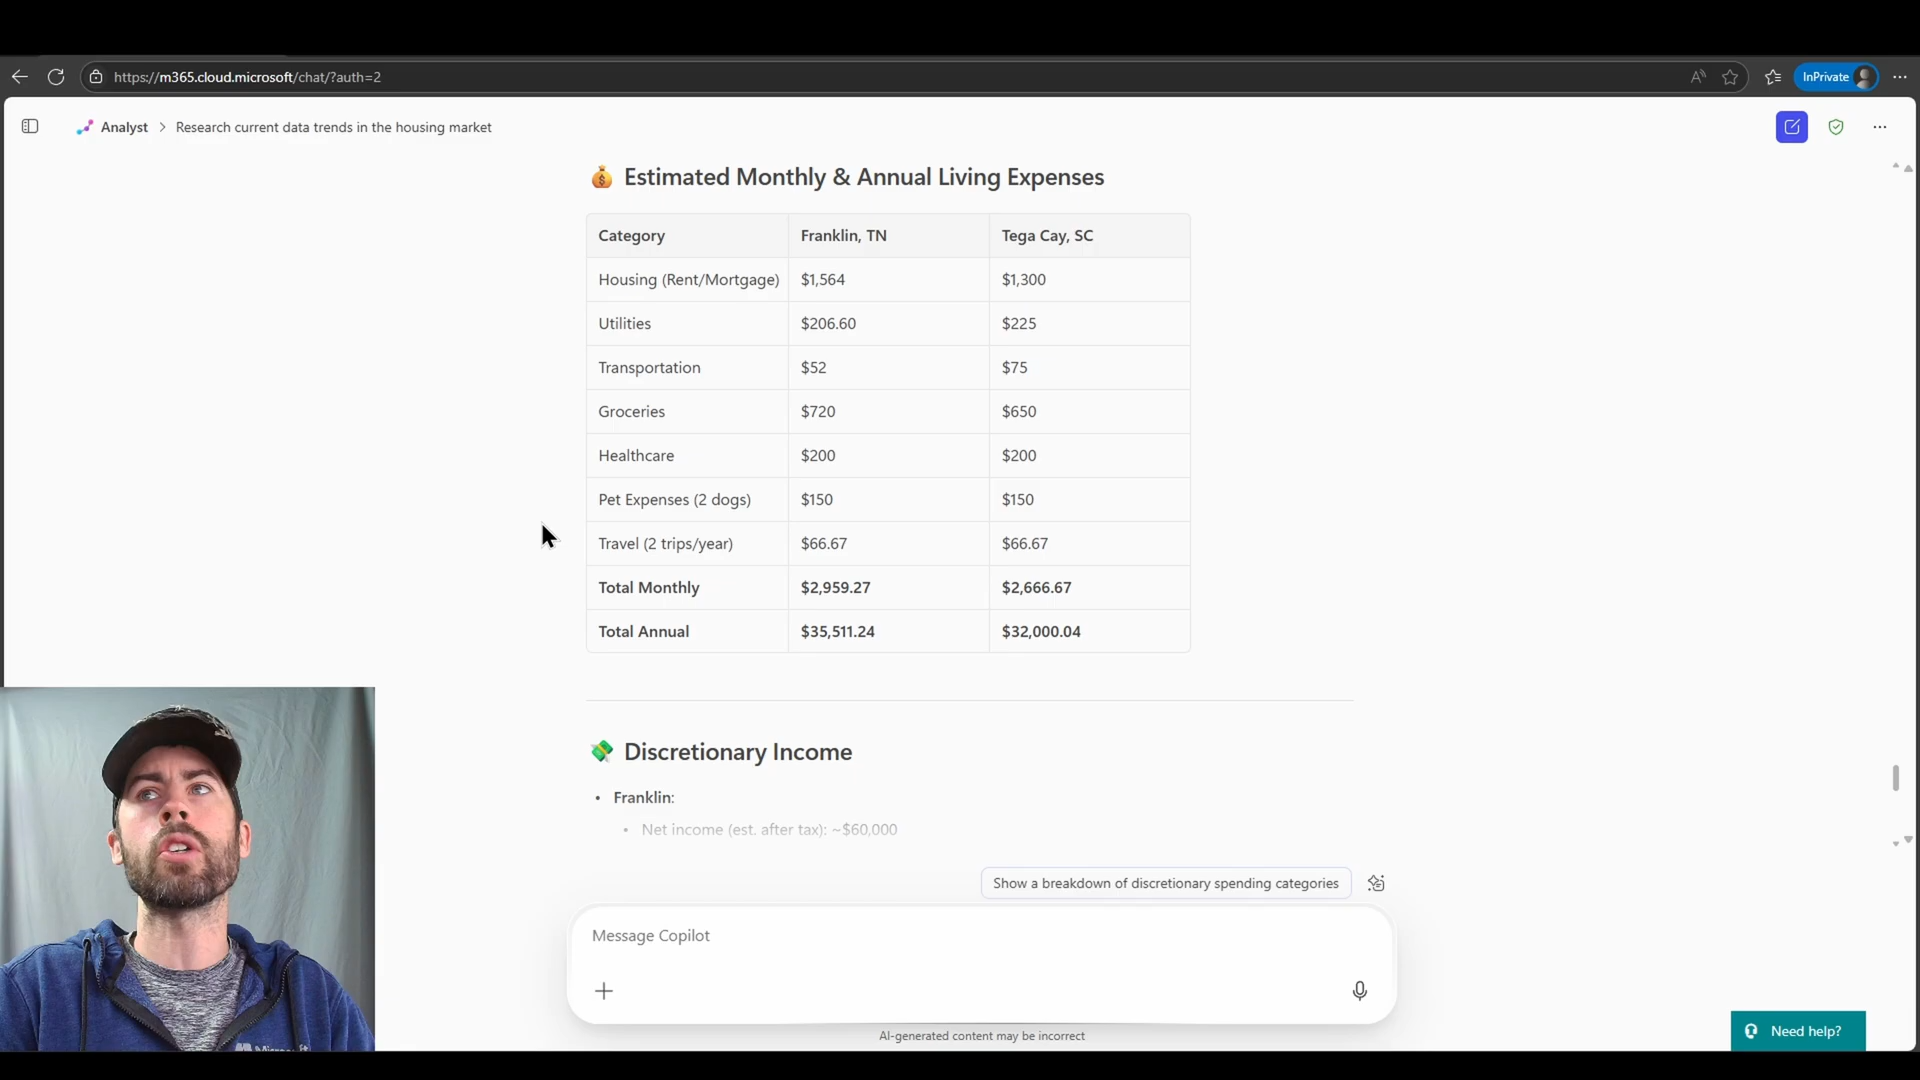 https://m365.cloud.microsoft/chat/?auth=2
InPrivate
Analyst > Research current data trends in the housing market
💰 Estimated Monthly & Annual Living Expenses
Category Franklin, TN Tega Cay, SC
Housing (Rent/Mortgage) $1,564 $1,300
Utilities $206.60 $225
Transportation $52 $75
Groceries $720 $650
Healthcare $200 $200
Pet Expenses (2 dogs) $150 $150
Travel (2 trips/year) $66.67 $66.67
Total Monthly $2,959.27 $2,666.67
Total Annual $35,511.24 $32,000.04
💸 Discretionary Income
• Franklin:
• Net income (est. after tax): ~$60,000
Show a breakdown of discretionary spending categories
Message Copilot
AI-generated content may be incorrect
Need help?